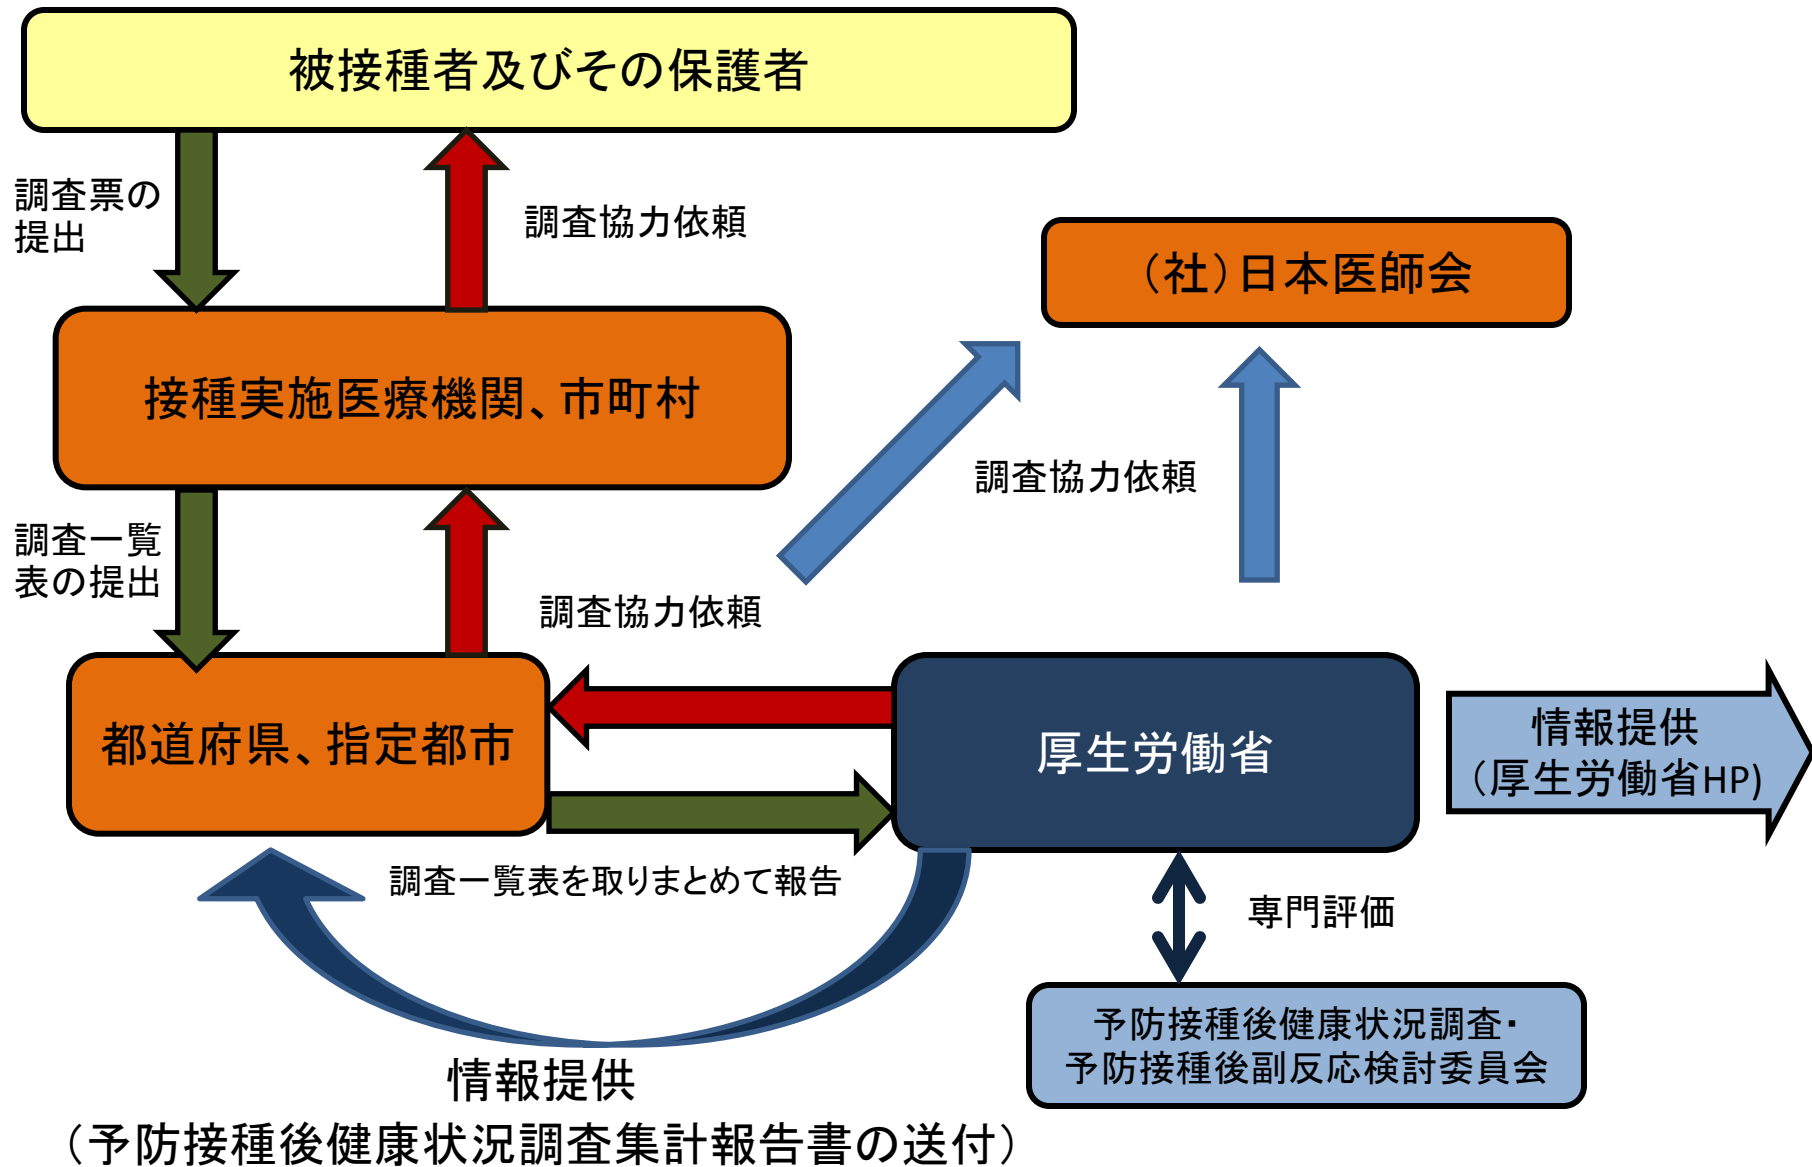 被接種者及びその保護者
調査票の
提出
調査協力依頼
（社）日本医師会
接種実施医療機関、市町村
調査協力依頼
調査一覧
表の提出
調査協力依頼
都道府県、指定都市
厚生労働省
情報提供
（厚生労働省HP)
調査一覧表を取りまとめて報告
専門評価
予防接種後健康状況調査・
予防接種後副反応検討委員会
情報提供
（予防接種後健康状況調査集計報告書の送付）